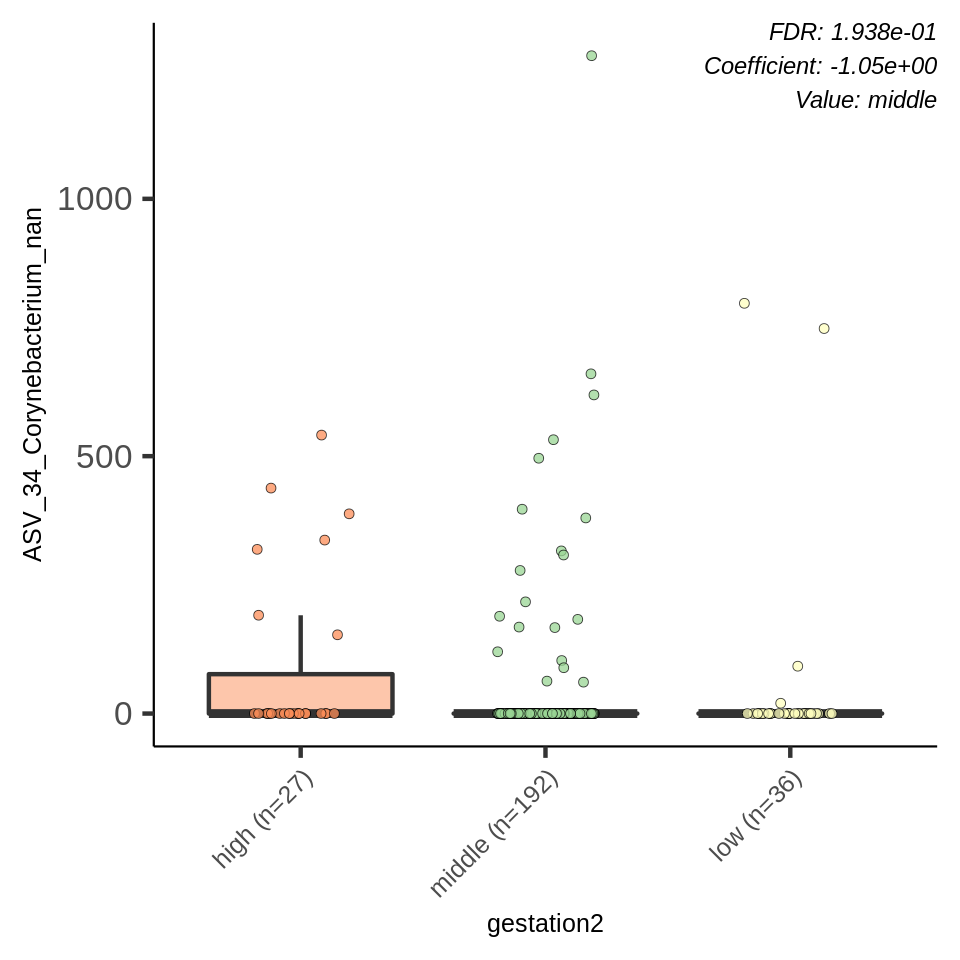 FDR: 1.938e-01
Coefficient: -1.05e+00
Value: middle
ASV_34_Corynebacterium_nan
1000
500
0
high (n=27)
middle (n=192)
low (n=36)
gestation2